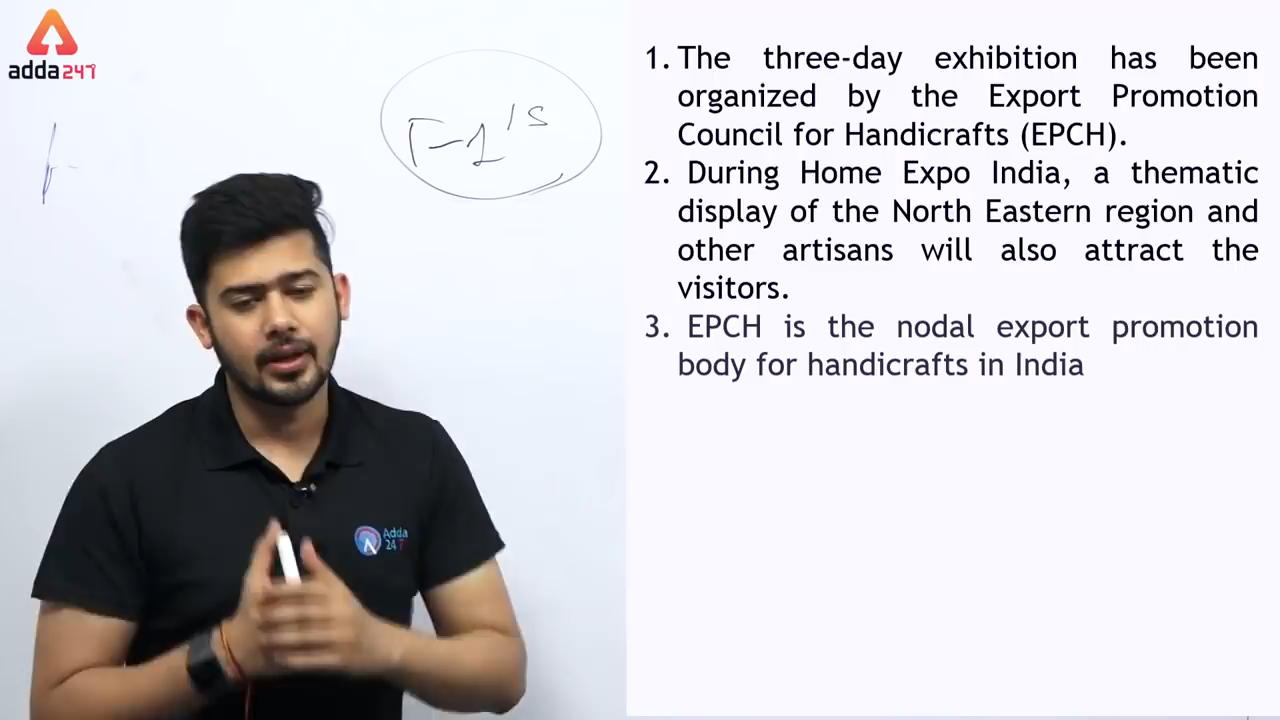 adda247
F-1's
1. The three-day exhibition has been
organized by the Export Promotion
Council for Handicrafts (EPCH).
2. During Home Expo India, a thematic
display of the North Eastern region and
other artisans will also attract the
visitors.
3. EPCH is the nodal export promotion
body for handicrafts in India
Adda
247